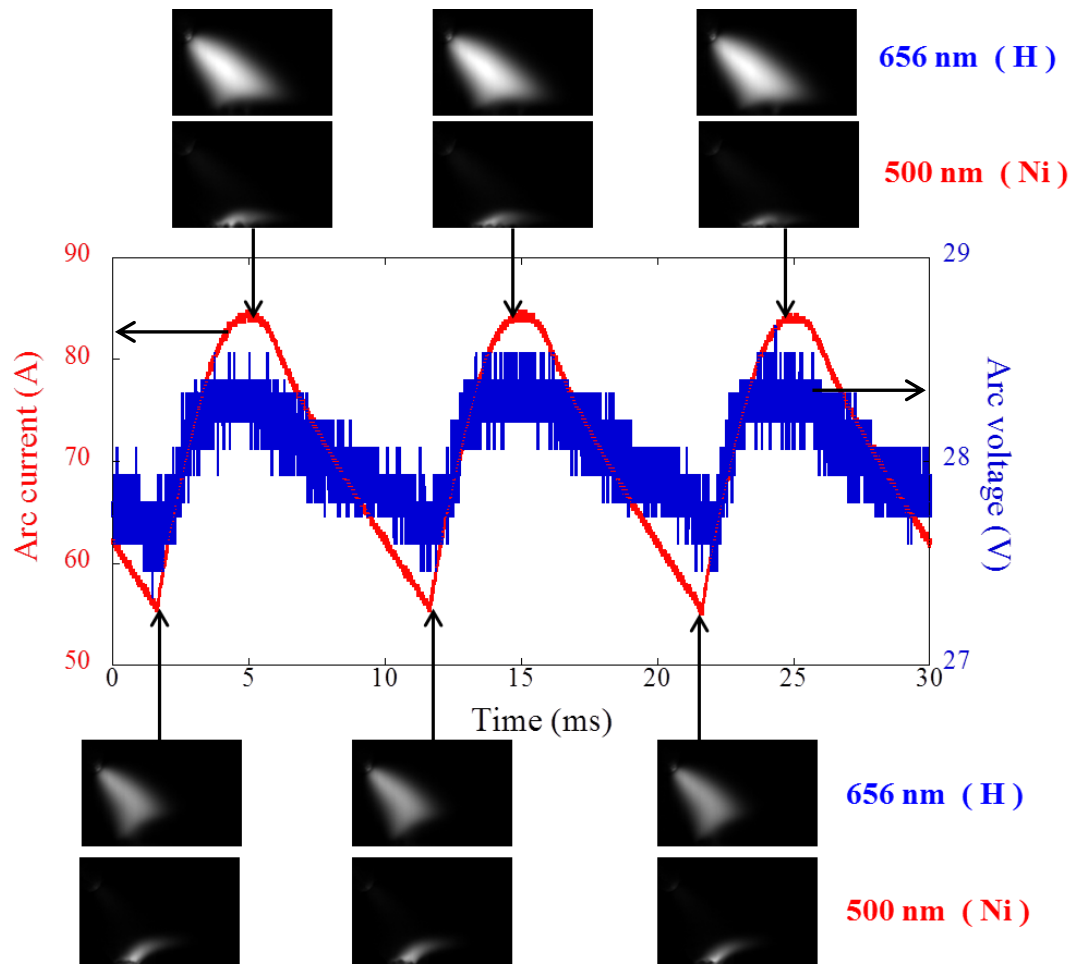 656 nm ( H )
500 nm ( Ni )
90
80
70
60
50
Arc current (A)
29
28
27
Arc voltage (V)
0 5 10 15 20 25 30
Time (ms)
656 nm ( H )
500 nm ( Ni )